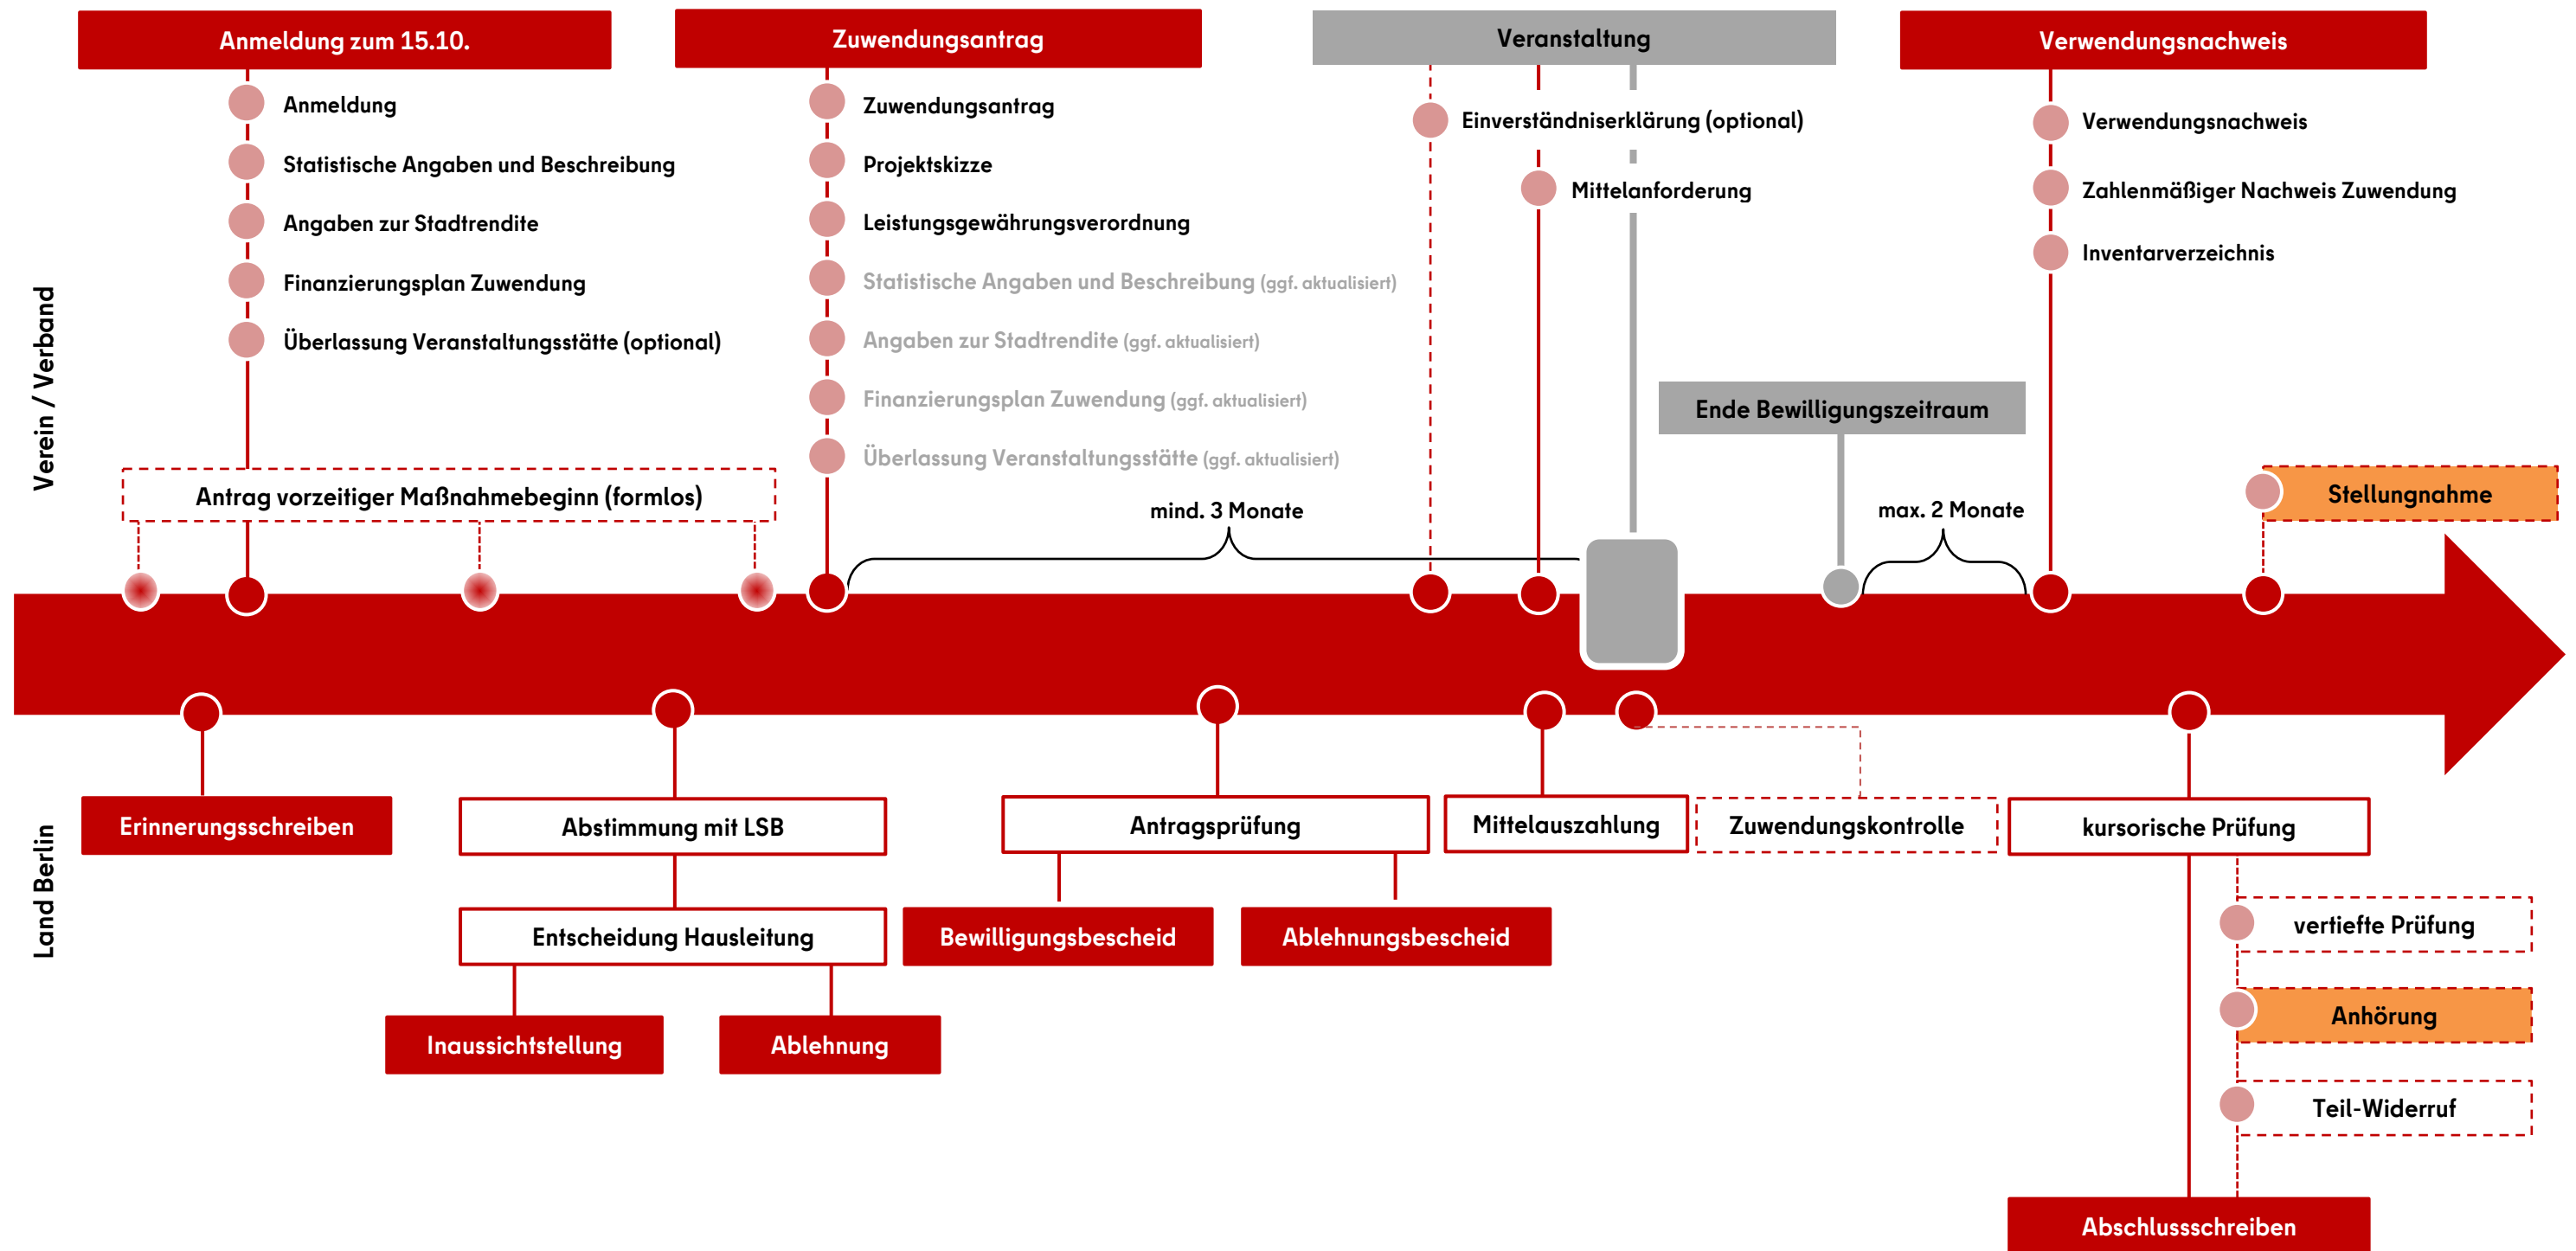 Anmeldung zum 15.10.
Zuwendungsantrag
Veranstaltung
Verwendungsnachweis
Anmeldung
Statistische Angaben und Beschreibung
Angaben zur Stadtrendite
Finanzierungsplan Zuwendung
Überlassung Veranstaltungsstätte (optional)
Zuwendungsantrag
Projektskizze
Leistungsgewährungsverordnung
Statistische Angaben und Beschreibung (ggf. aktualisiert)
Angaben zur Stadtrendite (ggf. aktualisiert)
Finanzierungsplan Zuwendung (ggf. aktualisiert)
Überlassung Veranstaltungsstätte (ggf. aktualisiert)
Einverständniserklärung (optional)
Mittelanforderung
Verwendungsnachweis
Zahlenmäßiger Nachweis Zuwendung
Inventarverzeichnis
Verein / Verband
Ende Bewilligungszeitraum
Antrag vorzeitiger Maßnahmebeginn (formlos)
mind. 3 Monate
max. 2 Monate
Stellungnahme
Land Berlin
Erinnerungsschreiben
Abstimmung mit LSB
Entscheidung Hausleitung
Inaussichtstellung
Ablehnung
Antragsprüfung
Bewilligungsbescheid
Ablehnungsbescheid
Mittelauszahlung
Zuwendungskontrolle
kursorische Prüfung
vertiefte Prüfung
Anhörung
Teil-Widerruf
Abschlussschreiben